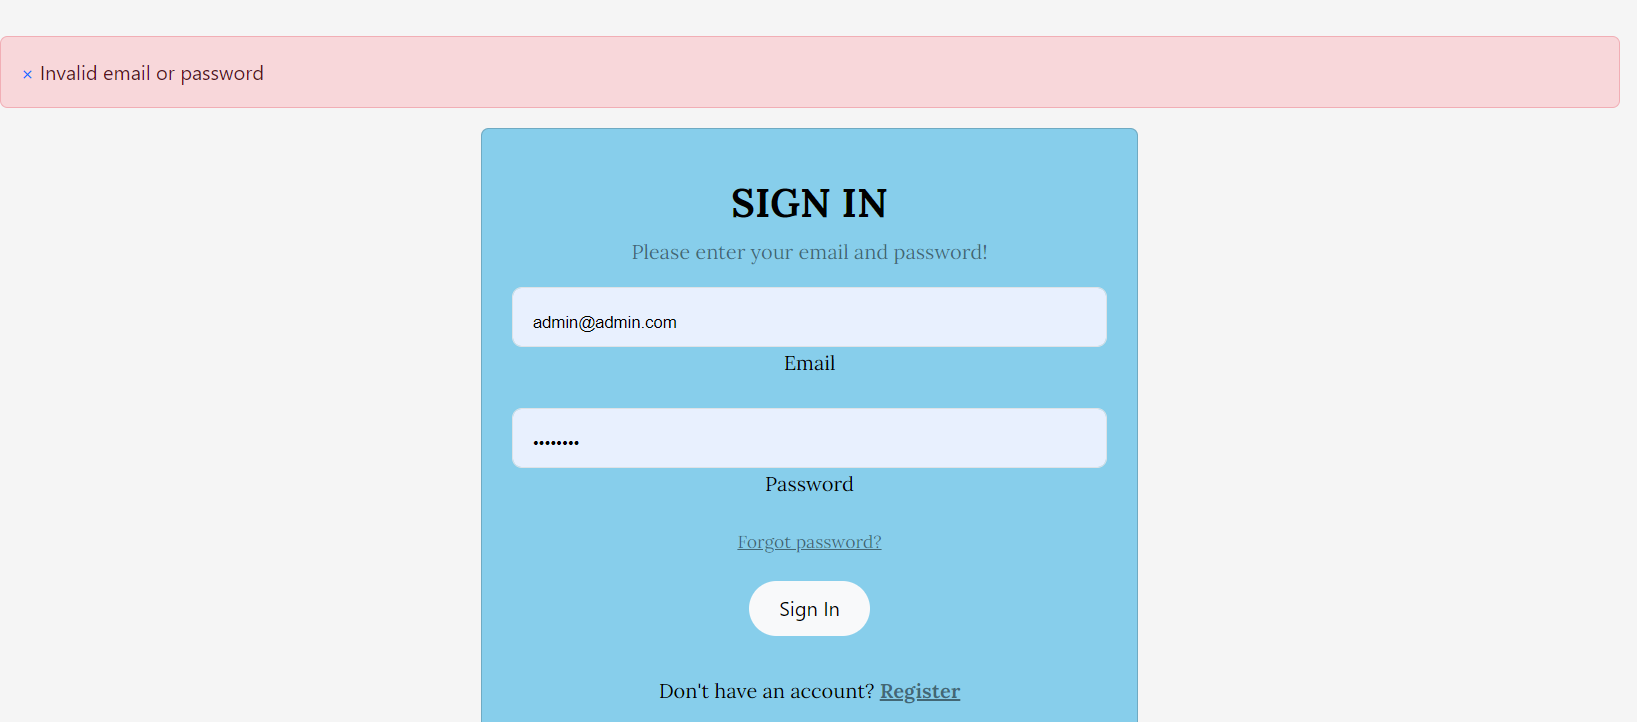 × Invalid email or password
SIGN IN
Please enter your email and password!
admin@admin.com
Email
••••••••
Password
Forgot password?
Sign In
Don't have an account? Register